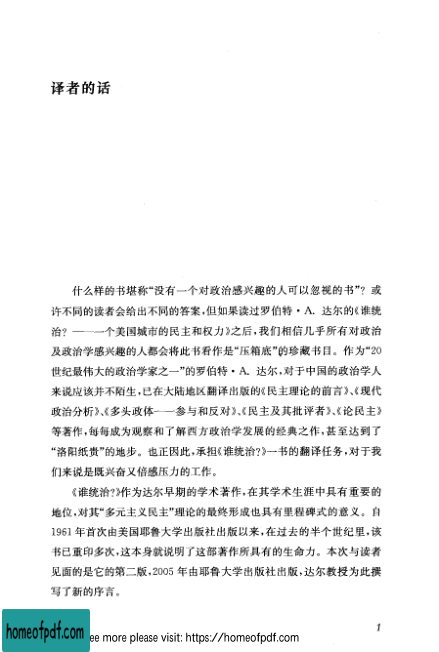 译者的话
什么样的书堪称“没有一个对政治感兴趣的人可以忽视的书”?或
许不同的读者会给出不同的答案,但如果读过罗伯特·A. 达尔的《谁统
治?———一个美国城市的民主和权力》之后,我们相信几乎所有对政治
及政治学感兴趣的人都会将此书看作是“压箱底”的珍藏书目。作为“20
世纪最伟大的政治学家之一”的罗伯特·A. 达尔,对于中国的政治学人
来说应该并不陌生,已在大陆地区翻译出版的《民主理论的前言》、《现代
政治分析》、《多头政体——参与和反对》、《民主及其批评者》、《论民主》
等著作,每每成为观察和了解西方政治学发展的经典之作,甚至达到了
“洛阳纸贵”的地步。也正因此,承担《谁统治?》一书的翻译任务,对于我
们来说是既兴奋又倍感压力的工作。
《谁统治?》作为达尔早期的学术著作,在其学术生涯中具有重要的
地位,对其“多元主义民主”理论的最终形成也具有里程碑式的意义。自
1961 年首次由美国耶鲁大学出版社出版以来,在过去的半个世纪里,该
书已重印多次,这本身就说明了这部著作所具有的生命力。本次与读者
见面的是它的第二版,2005 年由耶鲁大学出版社出版,达尔教授为此撰
写了新的序言。
1
homeofpdf.com
ee more please visit: https://homeofpdf.com